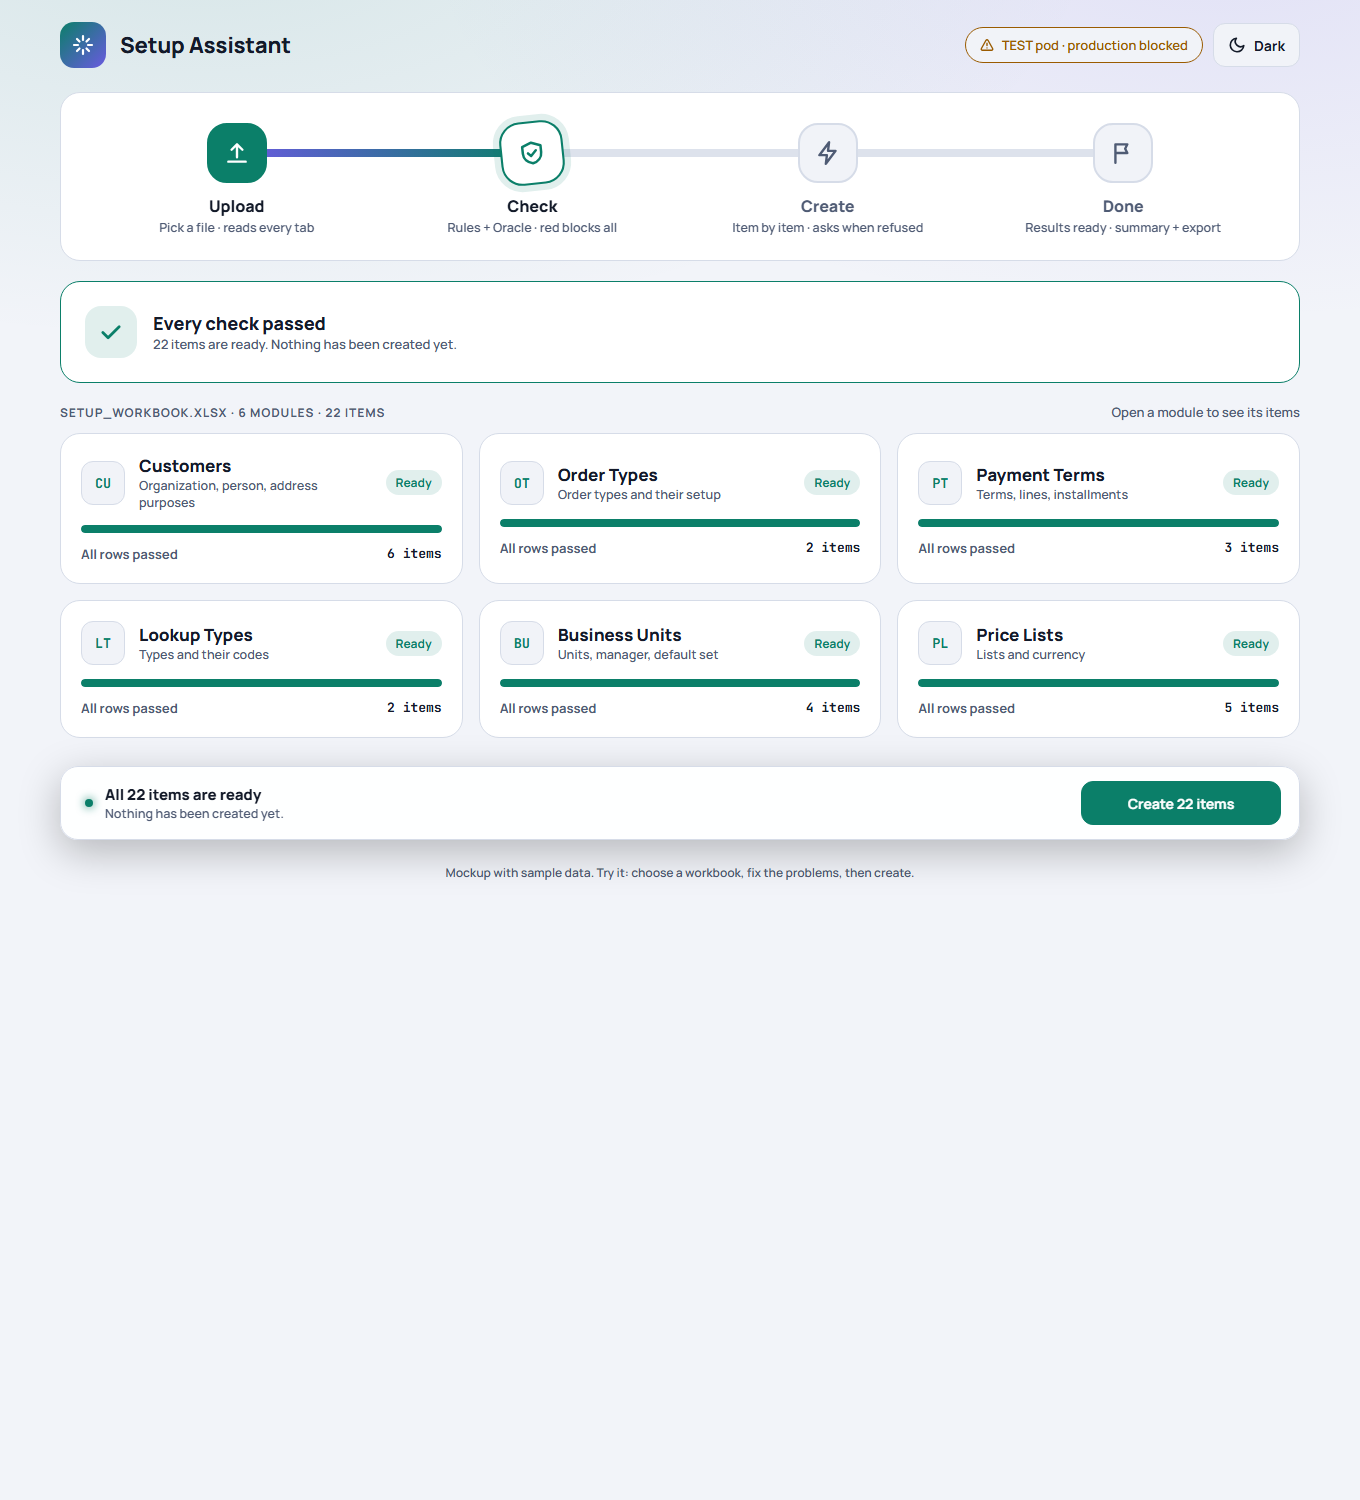 Setup Assistant
TEST pod · production blocked
Dark
Upload
Pick a file · reads every tab
Check
Rules + Oracle · red blocks all
Create
Item by item · asks when refused
Done
Results ready · summary + export
Every check passed
22 items are ready. Nothing has been created yet.
SETUP_WORKBOOK.XLSX · 6 MODULES · 22 ITEMS
Open a module to see its items
CU
Customers
Organization, person, address
purposes
Ready
All rows passed
6 items
OT
Order Types
Order types and their setup
Ready
All rows passed
2 items
PT
Payment Terms
Terms, lines, installments
Ready
All rows passed
3 items
LT
Lookup Types
Types and their codes
Ready
All rows passed
2 items
BU
Business Units
Units, manager, default set
Ready
All rows passed
4 items
PL
Price Lists
Lists and currency
Ready
All rows passed
5 items
All 22 items are ready
Nothing has been created yet.
Create 22 items
Mockup with sample data. Try it: choose a workbook, fix the problems, then create.